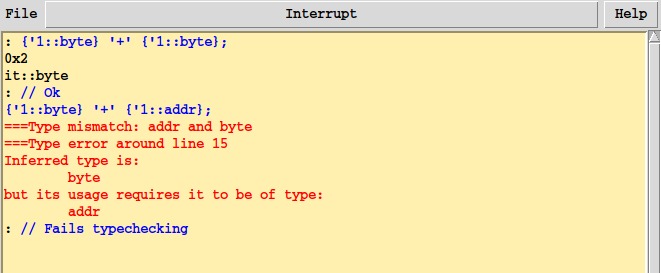 File Interrupt Help
: {'1::byte} '+' {'1::byte};
0x2
it::byte
: // Ok
{'1::byte} '+' {'1::addr};
===Type mismatch: addr and byte
===Type error around line 15
Inferred type is:
byte
but its usage requires it to be of type:
addr
: // Fails typechecking